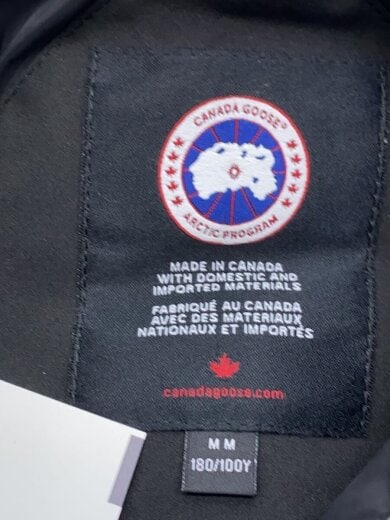 CANADA GOOSE®
ARCTIC PROGRAM
MADE IN CANADA
WITH DOMESTIC AND
IMPORTED MATERIALS
FABRIQUÉ AU CANADA
AVEC DES MATERIAUX
NATIONAUX ET IMPORTÉS
canadagoose.com
M M
180/100Y